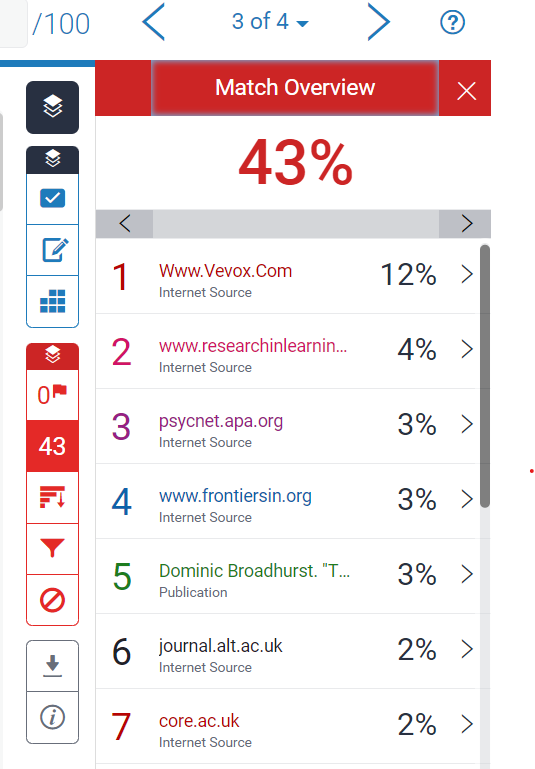 /100
3 of 4
?
Match Overview
43%
1 Www.Vevox.Com 12%
Internet Source
2 www.researchinlearnin... 4%
Internet Source
3 psycnet.apa.org 3%
Internet Source
4 www.frontiersin.org 3%
Internet Source
5 Dominic Broadhurst. "T... 3%
Publication
6 journal.alt.ac.uk 2%
Internet Source
7 core.ac.uk 2%
Internet Source
0
43
i